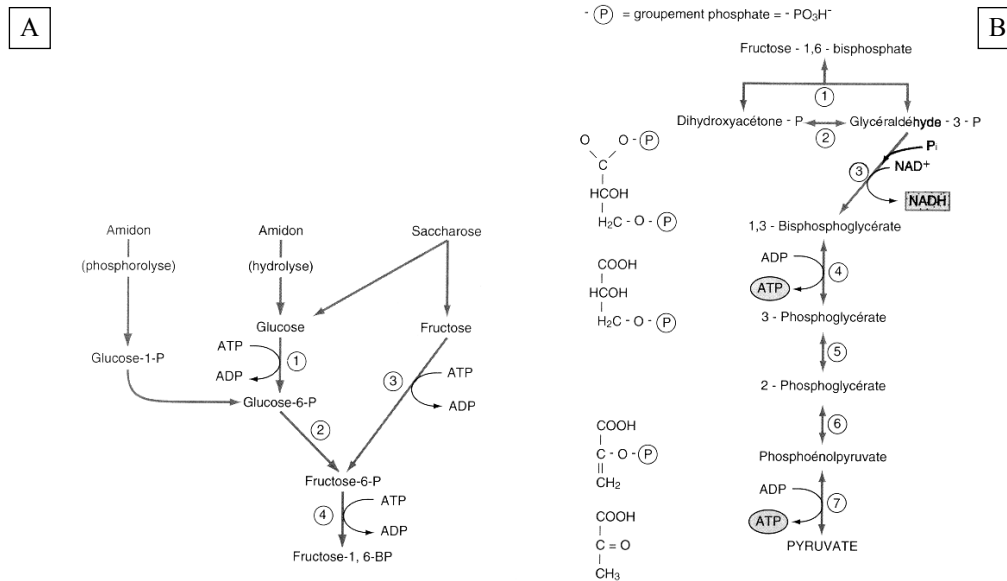 A
Amidon
(phosphorolyse)
Amidon
(hydrolyse)
Saccharose
Glucose
Fructose
Glucose-1-P
ATP
ADP
1
3
ATP
ADP
Glucose-6-P
2
Fructose-6-P
4
ATP
ADP
Fructose-1, 6-BP
B
- P = groupement phosphate = - PO₃H⁻
Fructose - 1,6 - bisphosphate
1
Dihydroxyacétone - P
2
Glycéraldéhyde - 3 - P
Pi
3
NAD⁺
NADH
1,3 - Bisphosphoglycérate
ADP
4
ATP
3 - Phosphoglycérate
5
2 - Phosphoglycérate
6
Phosphoénolpyruvate
ADP
7
ATP
PYRUVATE
O O - P
C
HCOH
H₂C - O - P
COOH
HCOH
H₂C - O - P
COOH
C - O - P
CH₂
COOH
C = O
CH₃